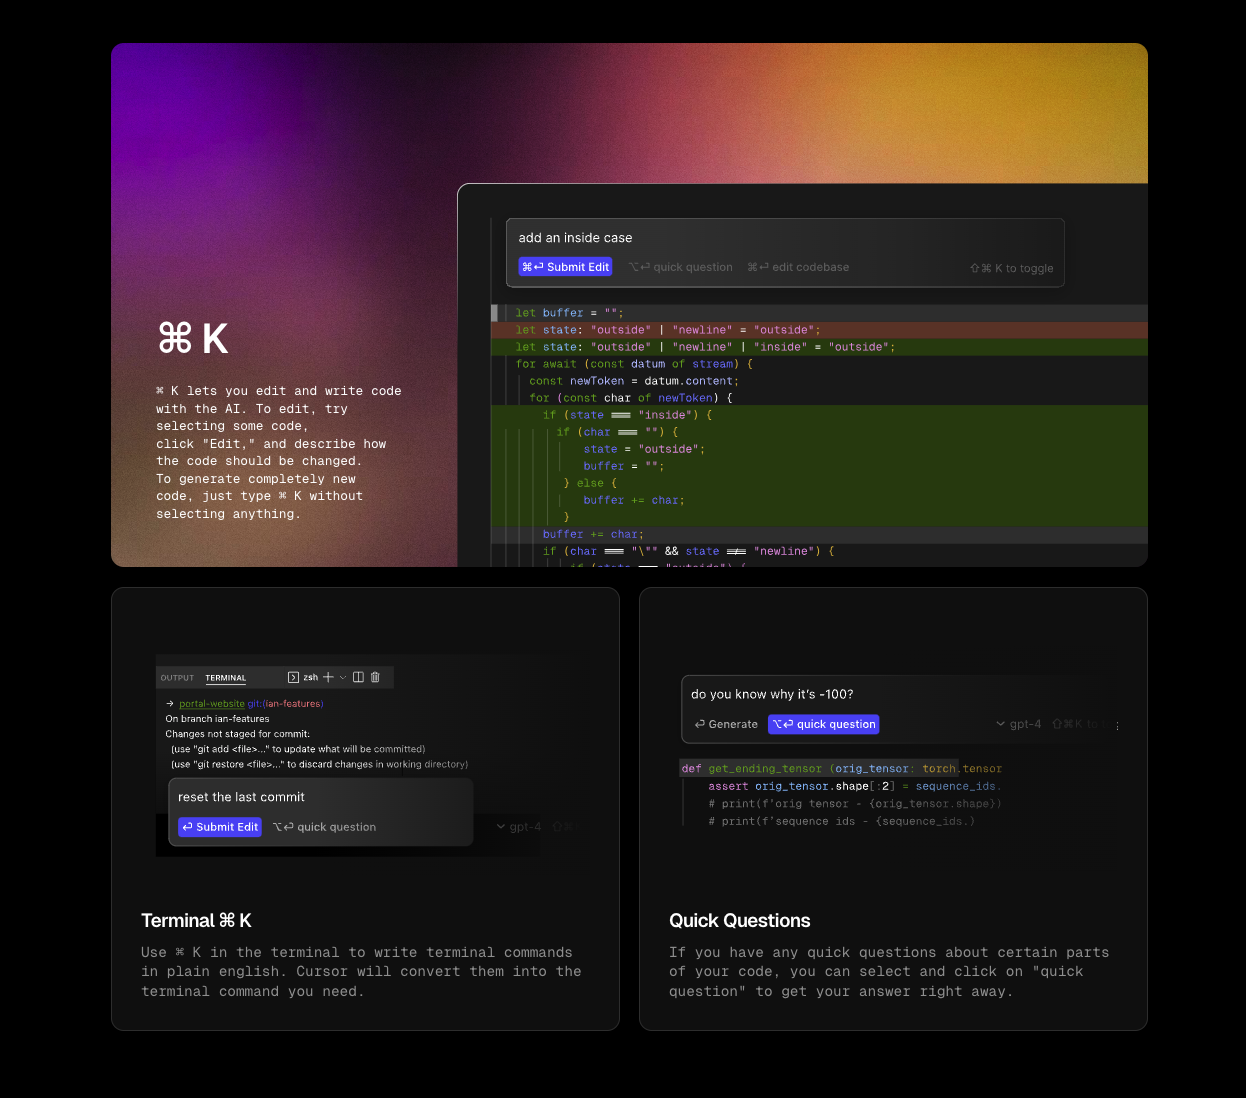 add an inside case
⌘⏎ Submit Edit ⌥⏎ quick question ⌘⏎ edit codebase ⇧⌘ K to toggle
let buffer = "";
let state: "outside" | "newline" = "outside";
let state: "outside" | "newline" | "inside" = "outside";
for await (const datum of stream) {
const newToken = datum.content;
for (const char of newToken) {
if (state === "inside") {
if (char === "") {
state = "outside";
buffer = "";
} else {
buffer += char;
}
buffer += char;
if (char === "\"" && state !== "newline") {
if (state === "outside") {
⌘ K
⌘ K lets you edit and write code
with the AI. To edit, try
selecting some code,
click "Edit," and describe how
the code should be changed.
To generate completely new
code, just type ⌘ K without
selecting anything.
OUTPUT TERMINAL zsh
→ portal-website git:(ian-features)
On branch ian-features
Changes not staged for commit:
(use "git add <file>..." to update what will be committed)
(use "git restore <file>..." to discard changes in working directory)
reset the last commit
⏎ Submit Edit ⌥⏎ quick question gpt-4 ⇧⌘
Terminal ⌘ K
Use ⌘ K in the terminal to write terminal commands
in plain english. Cursor will convert them into the
terminal command you need.
do you know why it's -100?
⏎ Generate ⌥⏎ quick question gpt-4 ⇧⌘ K to
def get_ending_tensor (orig_tensor: torch.tensor
assert orig_tensor.shape[:2] = sequence_ids.
# print(f'orig tensor - {orig_tensor.shape})
# print(f'sequence ids - {sequence_ids.)
Quick Questions
If you have any quick questions about certain parts
of your code, you can select and click on "quick
question" to get your answer right away.